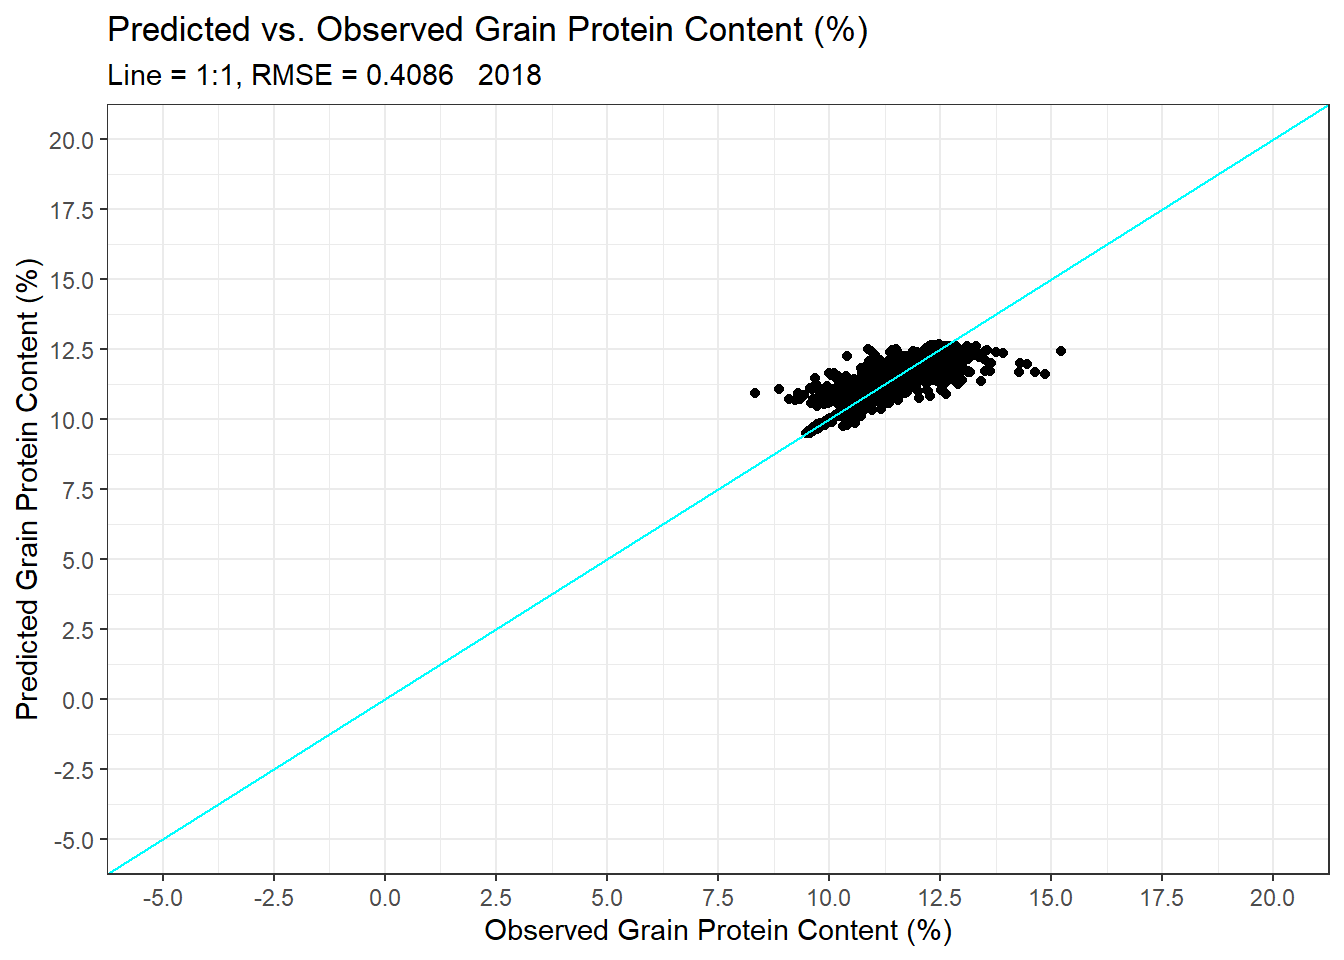 Predicted vs. Observed Grain Protein Content (%)
Line = 1:1, RMSE = 0.4086   2018
Predicted Grain Protein Content (%)
20.0
17.5
15.0
12.5
10.0
7.5
5.0
2.5
0.0
-2.5
-5.0
-5.0 -2.5 0.0 2.5 5.0 7.5 10.0 12.5 15.0 17.5 20.0
Observed Grain Protein Content (%)